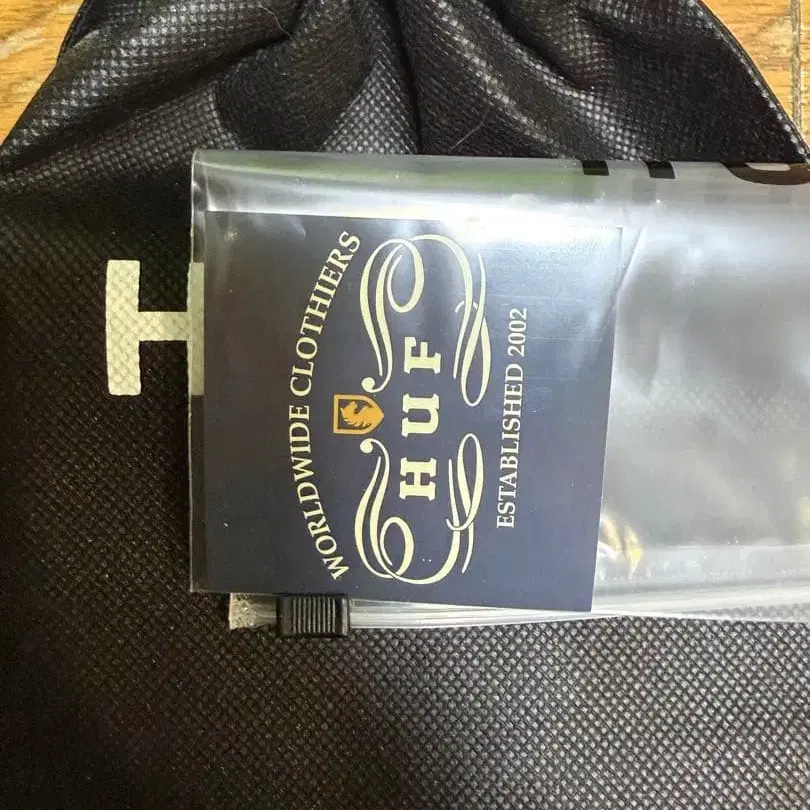 WORLDWIDE CLOTHIERS
HUF
ESTABLISHED 2002
H